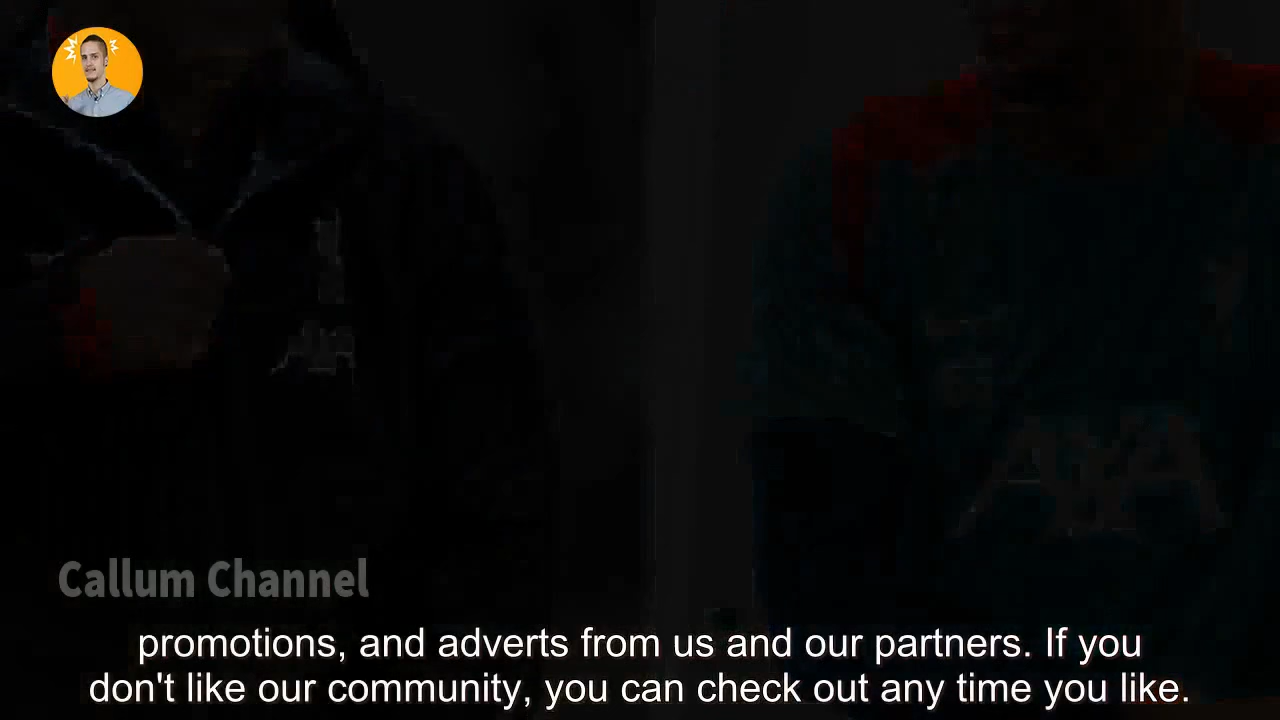 AXA
Callum Channel
promotions, and adverts from us and our partners. If you
don't like our community, you can check out any time you like.